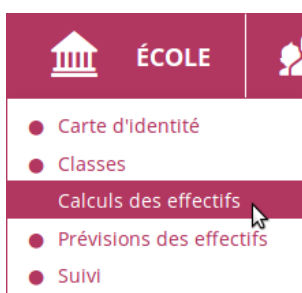 ÉCOLE
Carte d'identité
Classes
Calculs des effectifs
Prévisions des effectifs
Suivi